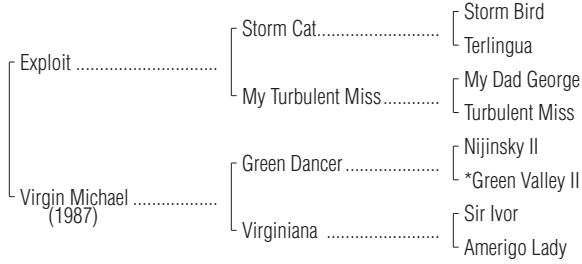 Storm Bird
Storm Cat..........................
Terlingua
Exploit ..............................
My Dad George
My Turbulent Miss............
Turbulent Miss
Nijinsky II
Green Dancer....................
*Green Valley II
Virgin Michael ..................
(1987)
Sir Ivor
Virginiana ........................
Amerigo Lady